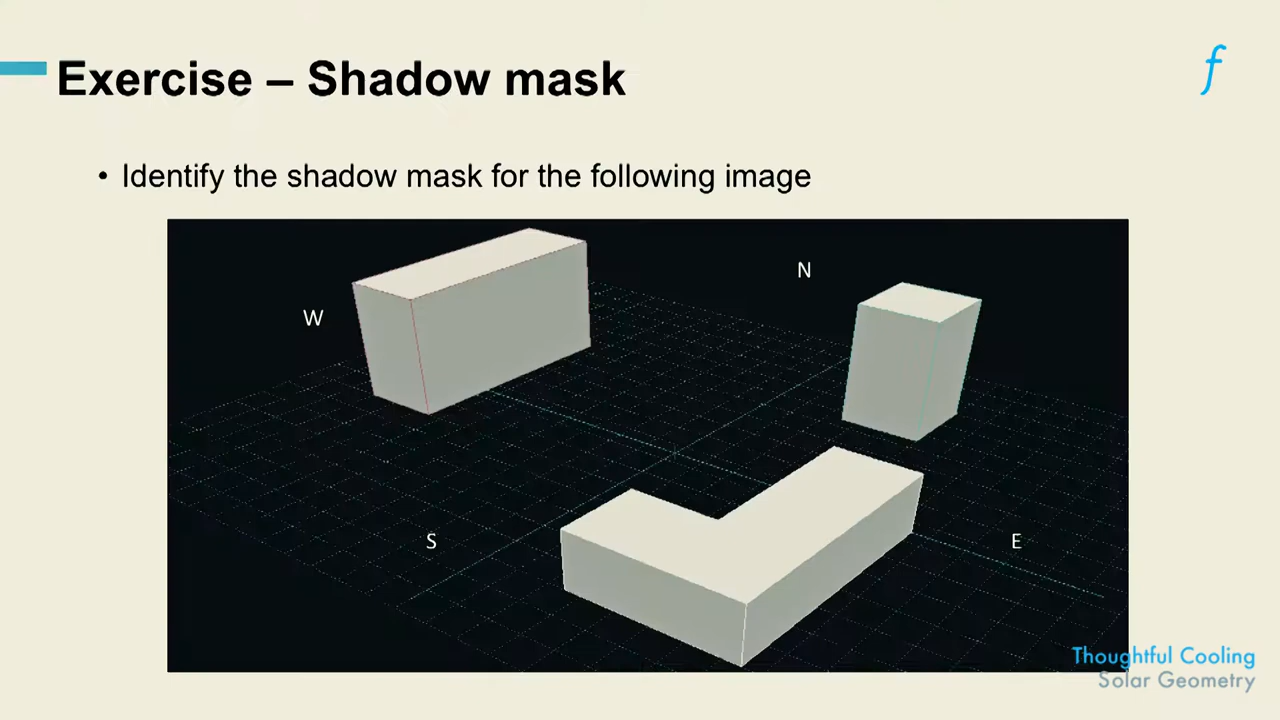 Exercise – Shadow mask
f
• Identify the shadow mask for the following image
N
W
S
E
Thoughtful Cooling
Solar Geometry